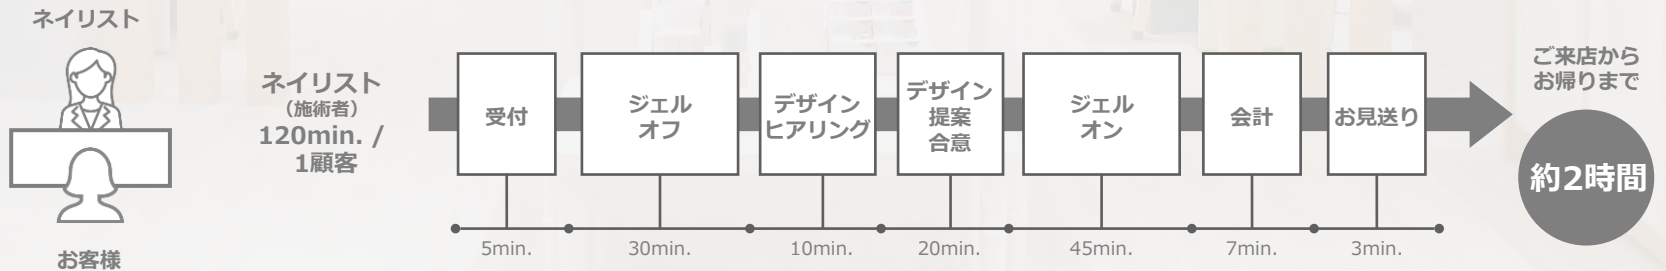 ネイリスト
お客様
ネイリスト
（施術者）
120min. /
1顧客
受付
ジェル
オフ
デザイン
ヒアリング
デザイン
提案
合意
ジェル
オン
会計
お見送り
5min.
30min.
10min.
20min.
45min.
7min.
3min.
ご来店から
お帰りまで
約2時間